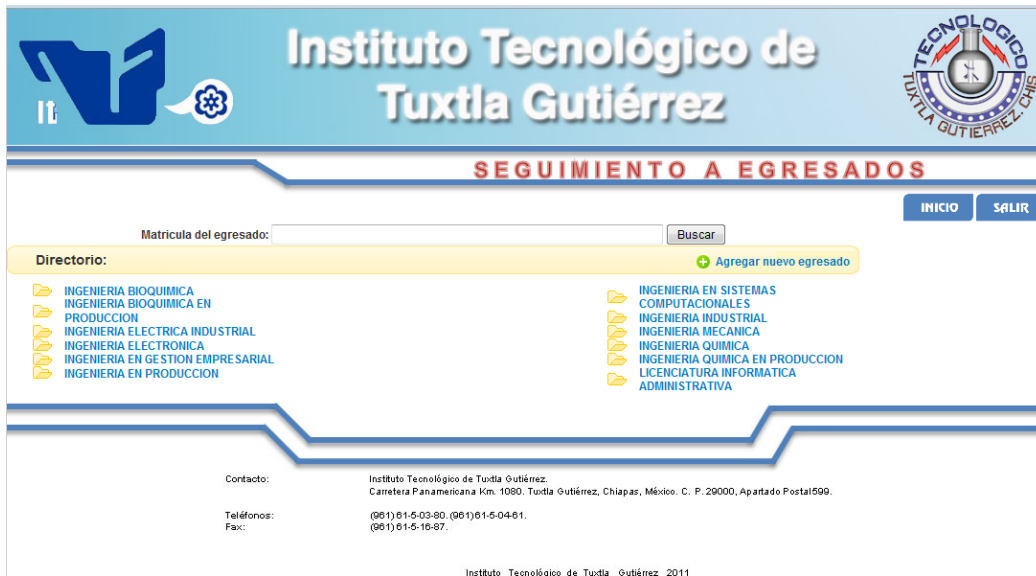 Instituto Tecnológico de
Tuxtla Gutiérrez
It
TECNOLOGICO
TUXTLA GUTIERREZ, CHIS
SEGUIMIENTO A EGRESADOS
INICIO SALIR
Matricula del egresado: Buscar
Directorio: Agregar nuevo egresado
INGENIERIA BIOQUIMICA
INGENIERIA BIOQUIMICA EN
PRODUCCION
INGENIERIA ELECTRICA INDUSTRIAL
INGENIERIA ELECTRONICA
INGENIERIA EN GESTION EMPRESARIAL
INGENIERIA EN PRODUCCION
INGENIERIA EN SISTEMAS
COMPUTACIONALES
INGENIERIA INDUSTRIAL
INGENIERIA MECANICA
INGENIERIA QUIMICA
INGENIERIA QUIMICA EN PRODUCCION
LICENCIATURA INFORMATICA
ADMINISTRATIVA
Contacto: Instituto Tecnológico de Tuxtla Gutiérrez.
Carretera Panamericana Km. 1080. Tuxtla Gutiérrez, Chiapas, México. C. P. 29000, Apartado Postal599.
Teléfonos: (961) 61-5-03-80. (961)61-5-04-61.
Fax: (961) 61-5-16-87.
Instituto Tecnológico de Tuxtla Gutiérrez 2011